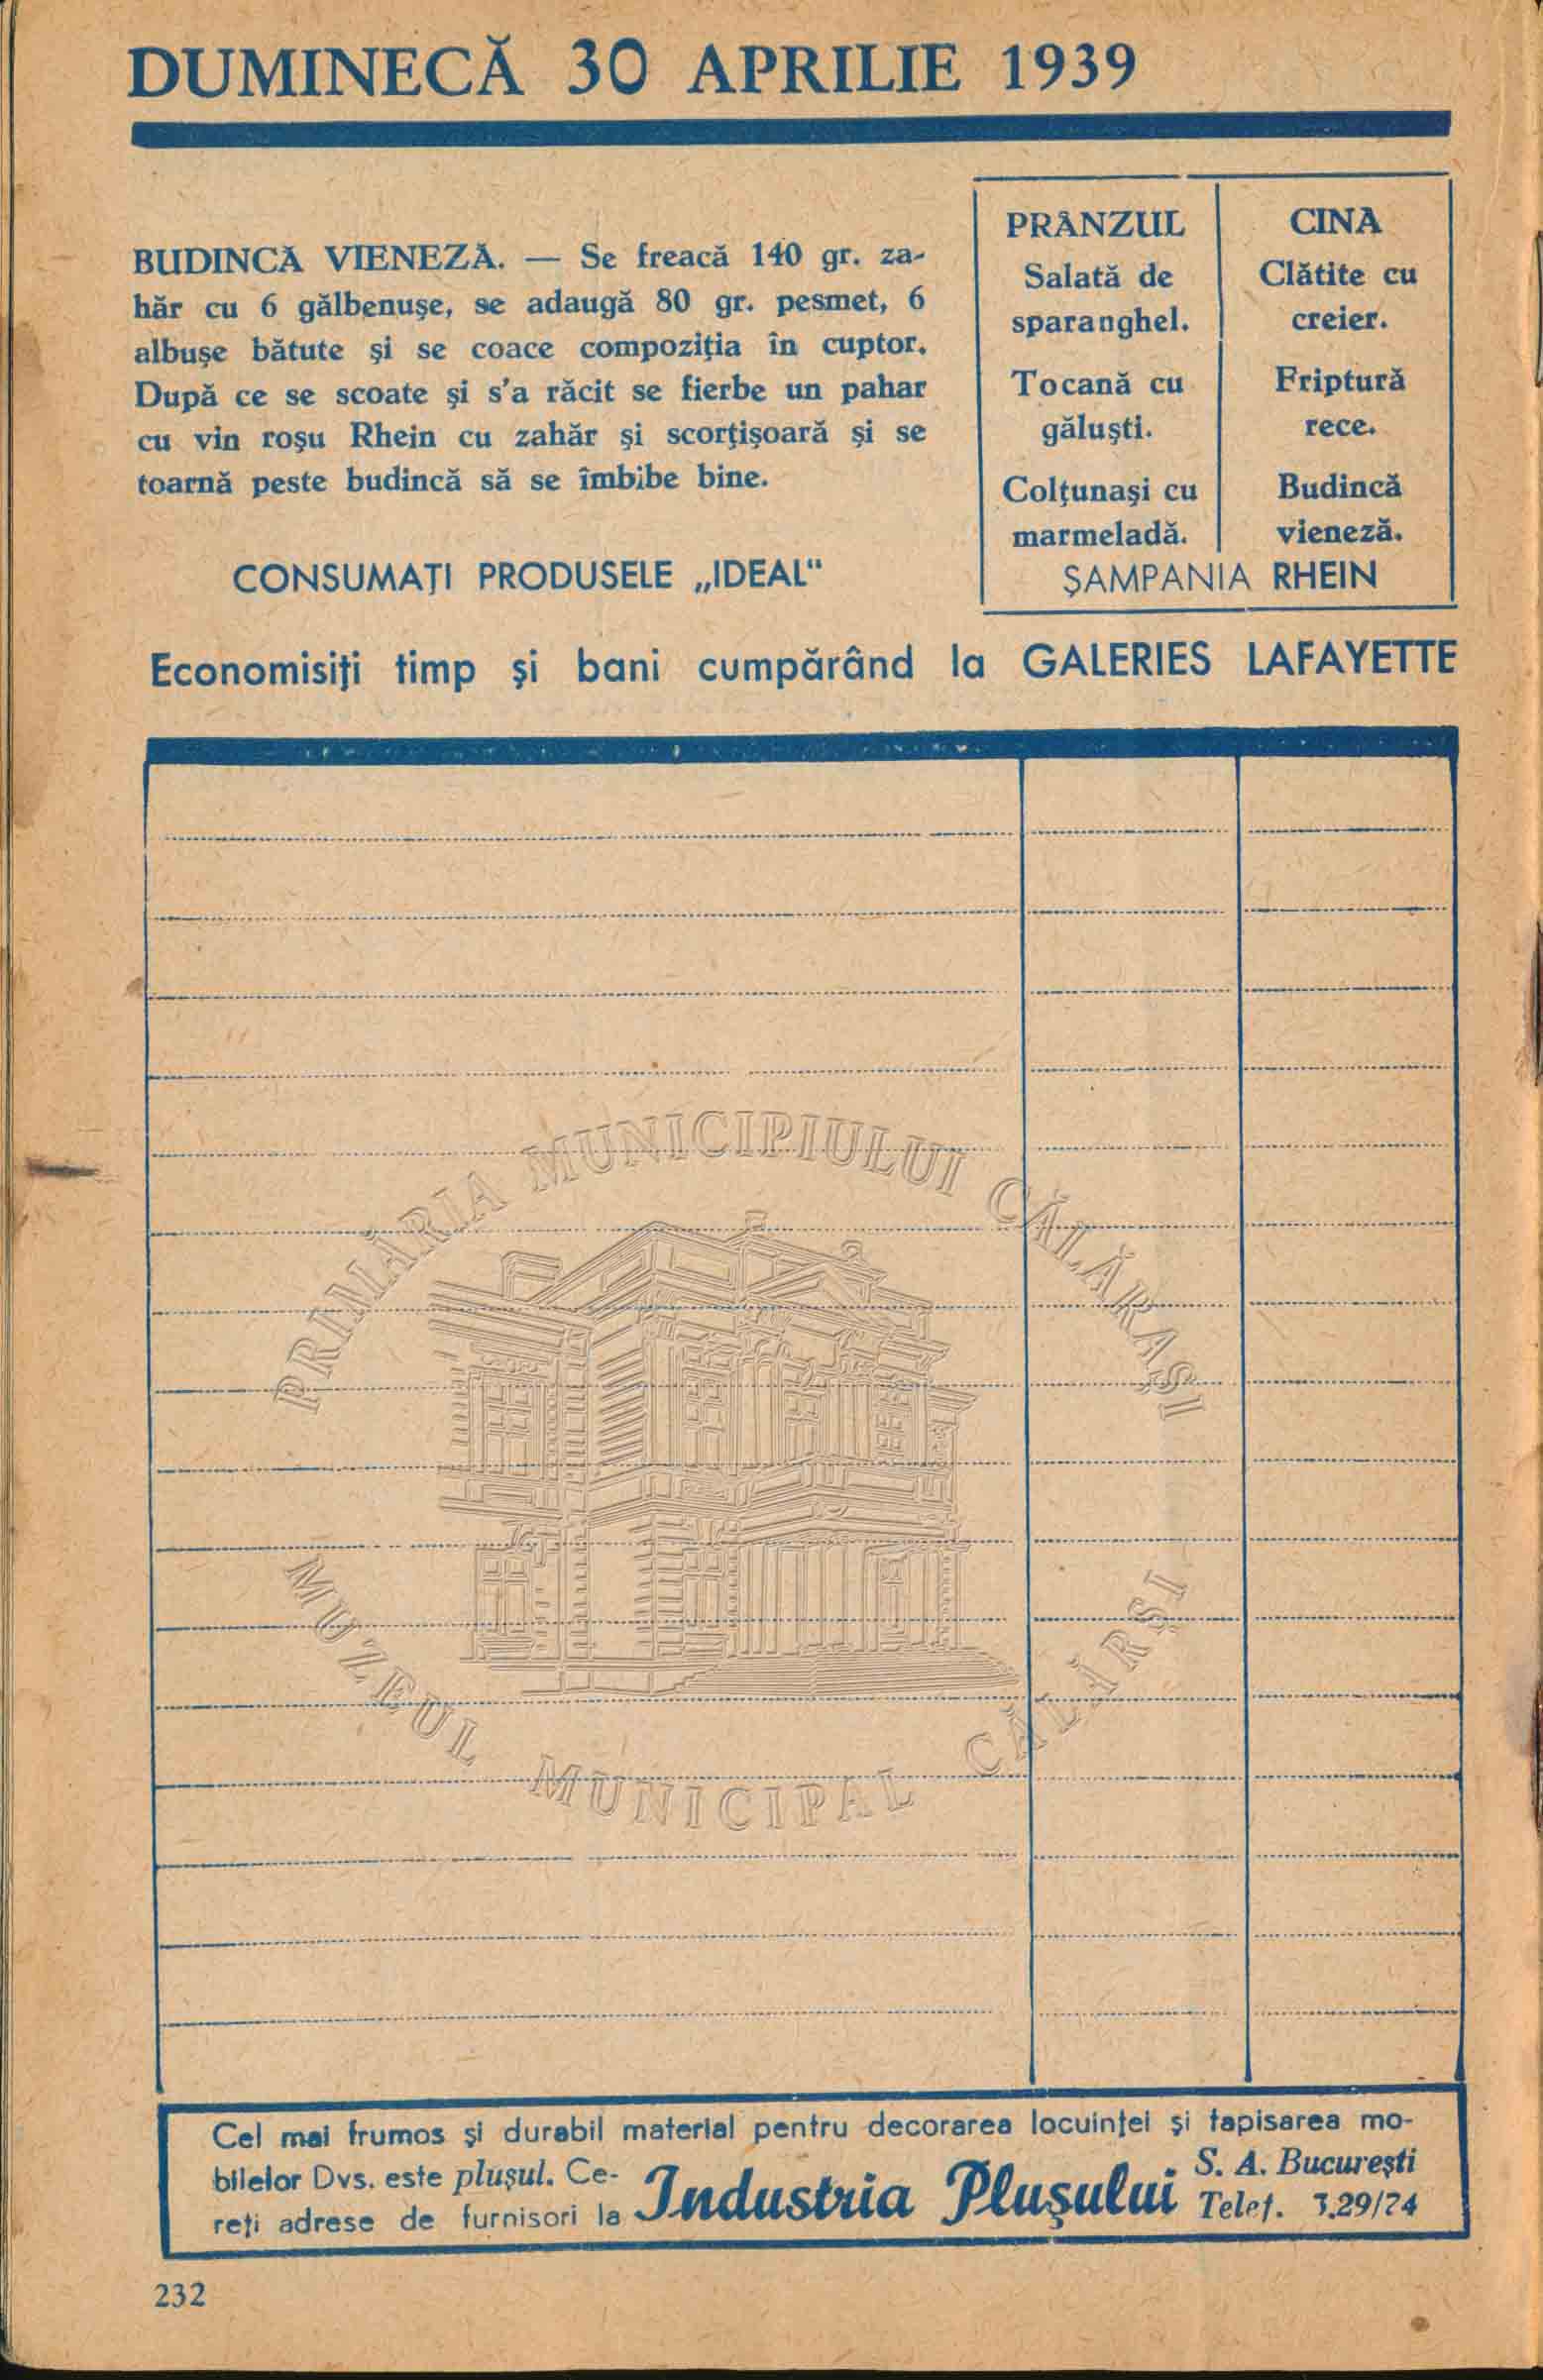 DUMINECĂ 30 APRILIE 1939
BUDINCĂ VIENEZĂ. — Se freacă 140 gr. za-
hăr cu 6 gălbenuşe, se adaugă 80 gr. pesmet, 6
albuşe bătute şi se coace compoziţia în cuptor.
După ce se scoate şi s'a răcit se fierbe un pahar
cu vin roşu Rhein cu zahăr şi scorţişoară şi se
toarnă peste budincă să se îmbibe bine.
CONSUMAŢI PRODUSELE „IDEAL“
PRÂNZUL
Salată de
sparanghel.
Tocană cu
găluşti.
Colţunaşi cu
marmeladă.
CINA
Clătite cu
creier.
Friptură
rece.
Budincă
vieneză.
ŞAMPANIA RHEIN
Economisiţi timp şi bani cumpărând la GALERIES LAFAYETTE
PRIMĂRIA MUNICIPIULUI CĂLĂRAŞI
MUZEUL MUNICIPAL CĂLĂRŞI
Cel mai frumos şi durabil material pentru decorarea locuinţei şi tapisarea mo-
bilelor Dvs. este pluşul. Ce-
reţi adrese de furnisori la Industria Pluşului S. A. Bucureşti
Telef. 3.29/74
232